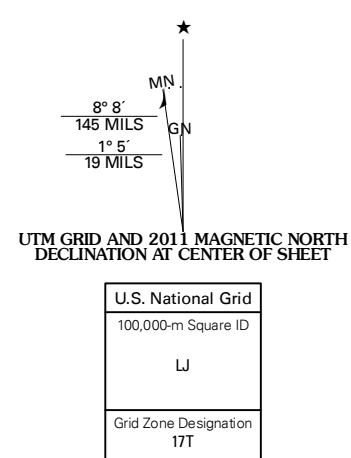 ★
MN
8° 8´
145 MILS
GN
1° 5´
19 MILS
UTM GRID AND 2011 MAGNETIC NORTH
DECLINATION AT CENTER OF SHEET
U.S. National Grid
100,000-m Square ID
LJ
Grid Zone Designation
17T